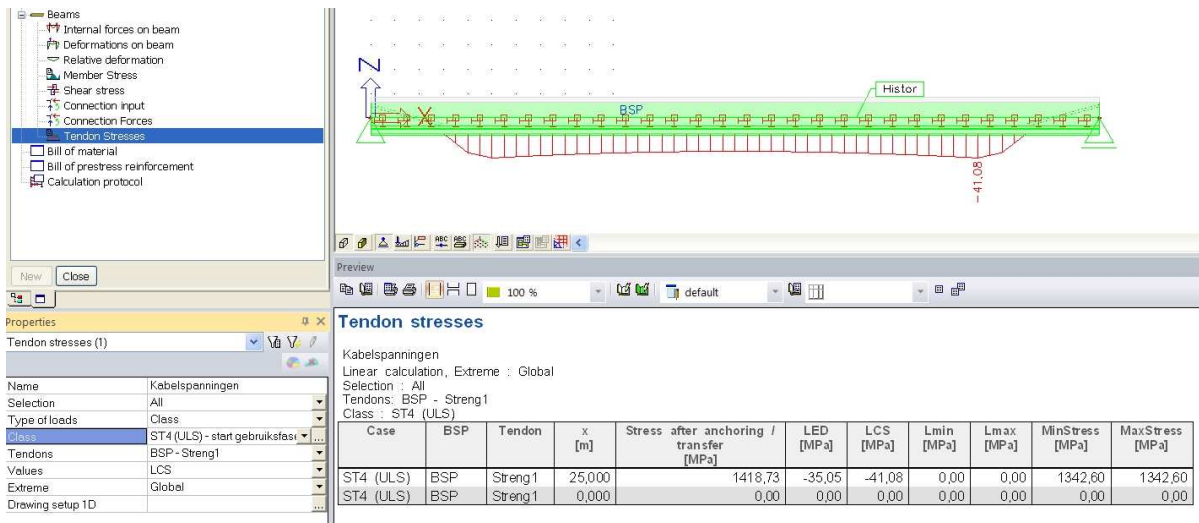 Beams
Internal forces on beam
Deformations on beam
Relative deformation
Member Stress
Shear stress
Connection input
Connection Forces
Tendon Stresses
Bill of material
Bill of prestress reinforcement
Calculation protocol
New Close
Properties
Tendon stresses (1)
Name Kabelspanningen
Selection All
Type of loads Class
Class ST4 (ULS) - start gebruiksfase
Tendons BSP - Streng1
Values LCS
Extreme Global
Drawing setup 1D
Z
X
BSP
Histor
-41.08
Preview
100 % default
Tendon stresses
Kabelspanningen
Linear calculation, Extreme : Global
Selection : All
Tendons: BSP - Streng1
Class : ST4 (ULS)
Case BSP Tendon x [m] Stress after anchoring / transfer [MPa] LED [MPa] LCS [MPa] Lmin [MPa] Lmax [MPa] MinStress [MPa] MaxStress [MPa]
ST4 (ULS) BSP Streng1 25,000 1418,73 -35,05 -41,08 0,00 0,00 1342,60 1342,60
ST4 (ULS) BSP Streng1 0,000 0,00 0,00 0,00 0,00 0,00 0,00 0,00